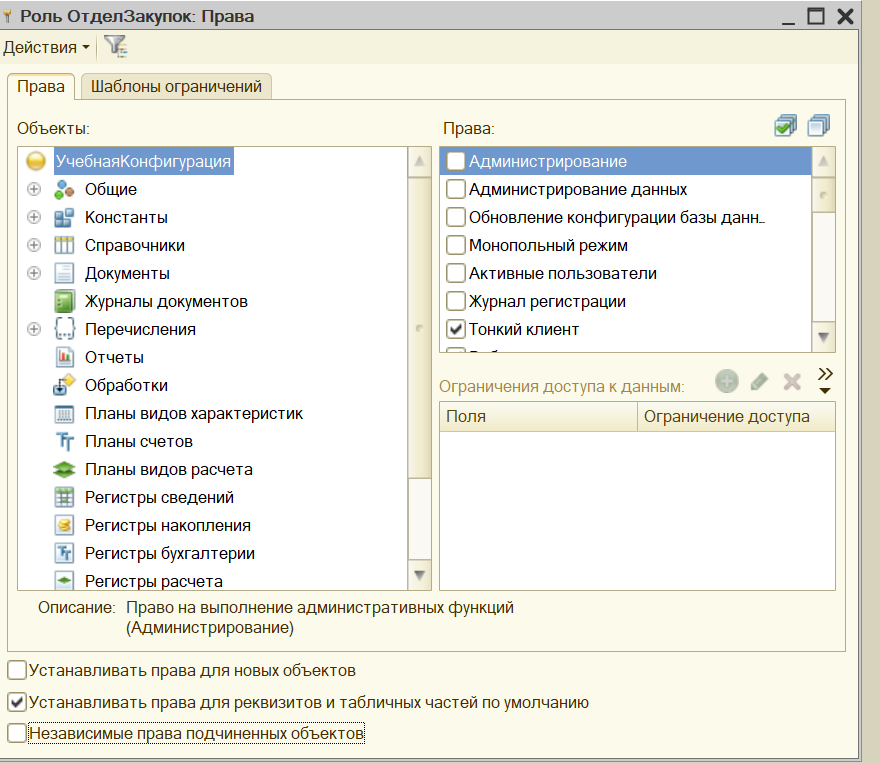 Роль ОтделЗакупок: Права
Действия
Права
Шаблоны ограничений
Объекты:
УчебнаяКонфигурация
Общие
Константы
Справочники
Документы
Журналы документов
Перечисления
Отчеты
Обработки
Планы видов характеристик
Планы счетов
Планы видов расчета
Регистры сведений
Регистры накопления
Регистры бухгалтерии
Регистры расчета
Права:
Администрирование
Администрирование данных
Обновление конфигурации базы данн..
Монопольный режим
Активные пользователи
Журнал регистрации
Тонкий клиент
Ограничения доступа к данным:
Поля
Ограничение доступа
Описание: Право на выполнение административных функций
(Администрирование)
Устанавливать права для новых объектов
Устанавливать права для реквизитов и табличных частей по умолчанию
Независимые права подчиненных объектов